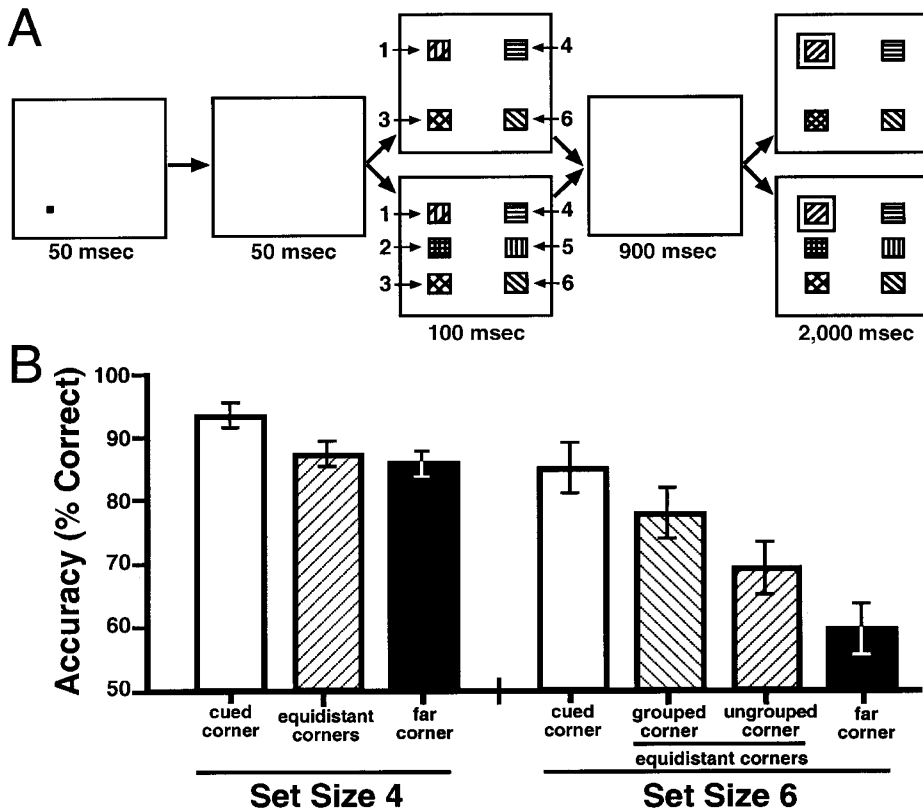 A
1 4
3 6
1 4
2 5
3 6
50 msec
50 msec
100 msec
900 msec
2,000 msec
B
Accuracy (% Correct)
100
90
80
70
60
50
cued corner
equidistant corners
far corner
cued corner
grouped corner
ungrouped corner
far corner
equidistant corners
Set Size 4
Set Size 6